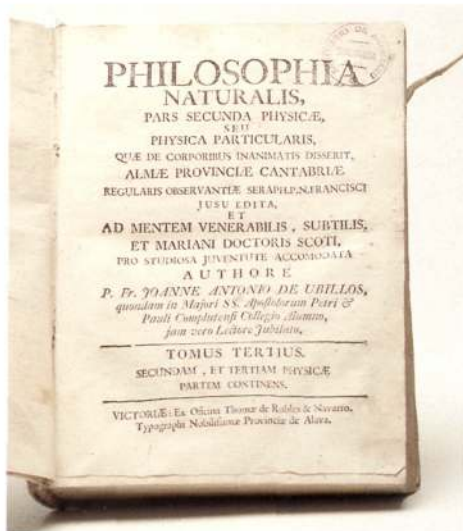 PHILOSOPHIA
NATURALIS,
PARS SECUNDA PHYSICÆ,
SEU
PHYSICA PARTICULARIS,
QUÆ DE CORPORIBUS INANIMATIS DISSERIT,
ALMÆ PROVINCIÆ CANTABRIÆ
REGULARIS OBSERVANTIÆ SERAPH.P.N.FRANCISCI
JUSU EDITA,
ET
AD MENTEM VENERABILIS, SUBTILIS,
ET MARIANI DOCTORIS SCOTI,
PRO STUDIOSA JUVENTUTE ACCOMODATA
AUTHORE
P. Fr. JOANNE ANTONIO DE UBILLOS,
quondam in Majori SS. Apostolorum Petri &
Pauli Complutensi Collegio Alumno,
jam vero Lectore Jubilato.
TOMUS TERTIUS.
SECUNDAM, ET TERTIAM PHYSICÆ
PARTEM CONTINENS.
VICTORIÆ: Ex Oficina Thomæ de Robles & Navarro.
Typographi Nobilissimæ Provinciæ de Alava.